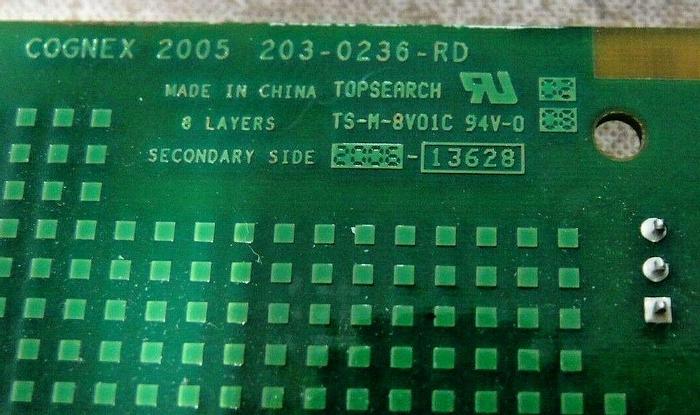 COGNEX 2005 203-0236-RD
MADE IN CHINA TOPSEARCH
8 LAYERS TS-M-8V01C 94V-0
SECONDARY SIDE -13628